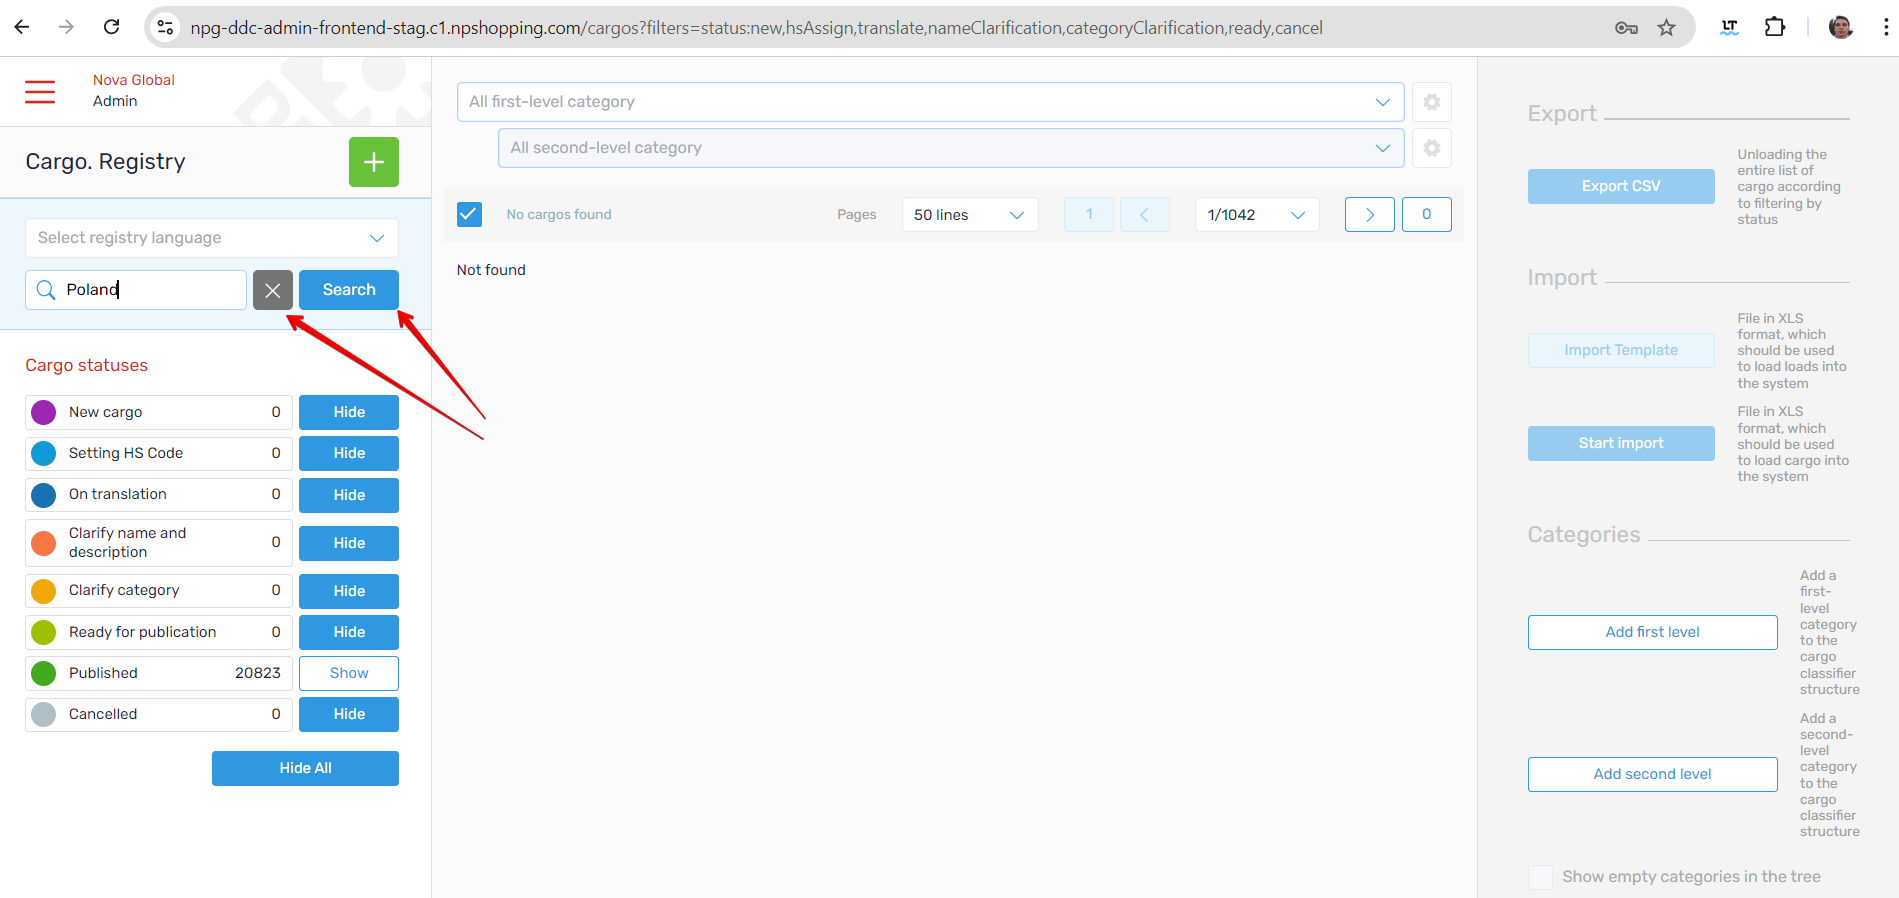 npg-ddc-admin-frontend-stag.c1.npshopping.com/cargos?filters=status:new,hsAssign,translate,nameClarification,categoryClarification,ready,cancel
LT
Nova Global
Admin
Cargo. Registry
Select registry language
Poland
Search
Cargo statuses
New cargo 0 Hide
Setting HS Code 0 Hide
On translation 0 Hide
Clarify name and
description 0 Hide
Clarify category 0 Hide
Ready for publication 0 Hide
Published 20823 Show
Cancelled 0 Hide
Hide All
All first-level category
All second-level category
No cargos found Pages 50 lines 1 1/1042 0
Not found
Export
Export CSV
Unloading the
entire list of
cargo according
to filtering by
status
Import
Import Template
File in XLS
format, which
should be used
to load loads into
the system
Start import
File in XLS
format, which
should be used
to load cargo into
the system
Categories
Add first level
Add a
first-
level
category
to the
cargo
classifier
structure
Add second level
Add a
second-
level
category
to the
cargo
classifier
structure
Show empty categories in the tree